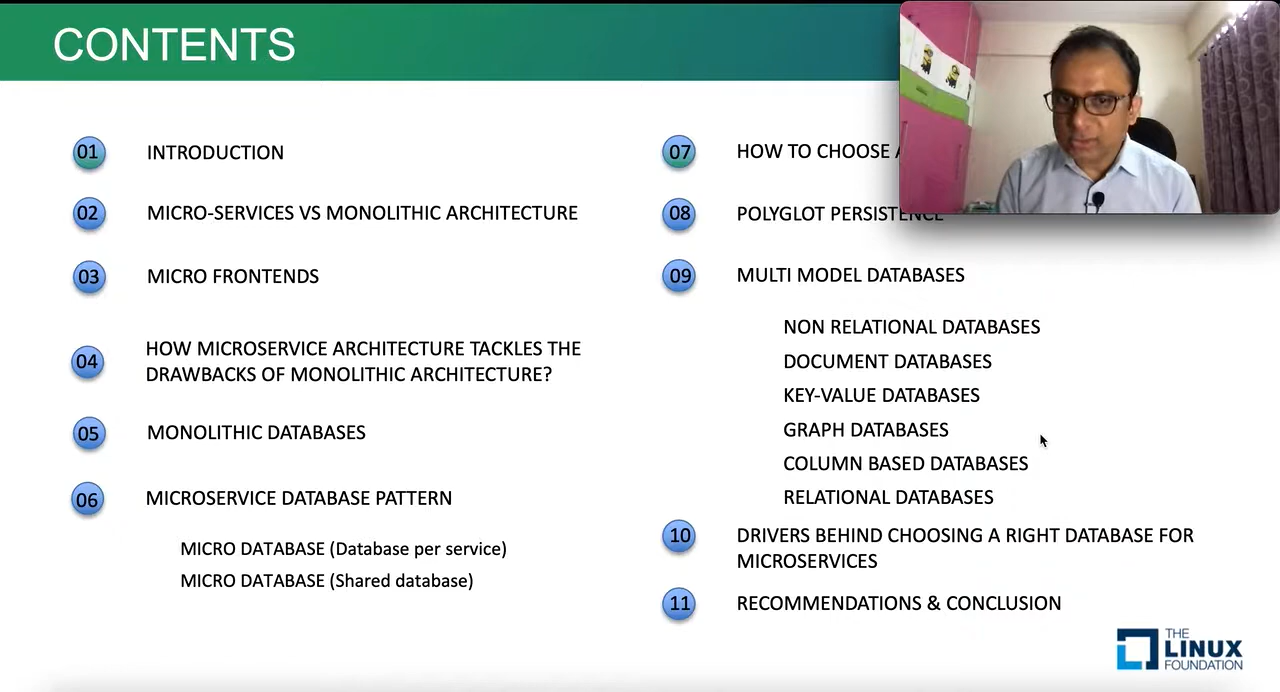 CONTENTS
01 INTRODUCTION
02 MICRO-SERVICES VS MONOLITHIC ARCHITECTURE
03 MICRO FRONTENDS
04 HOW MICROSERVICE ARCHITECTURE TACKLES THE
DRAWBACKS OF MONOLITHIC ARCHITECTURE?
05 MONOLITHIC DATABASES
06 MICROSERVICE DATABASE PATTERN
MICRO DATABASE (Database per service)
MICRO DATABASE (Shared database)
07 HOW TO CHOOSE
08 POLYGLOT PERSISTENCE
09 MULTI MODEL DATABASES
NON RELATIONAL DATABASES
DOCUMENT DATABASES
KEY-VALUE DATABASES
GRAPH DATABASES
COLUMN BASED DATABASES
RELATIONAL DATABASES
10 DRIVERS BEHIND CHOOSING A RIGHT DATABASE FOR
MICROSERVICES
11 RECOMMENDATIONS & CONCLUSION
THE
LINUX
FOUNDATION